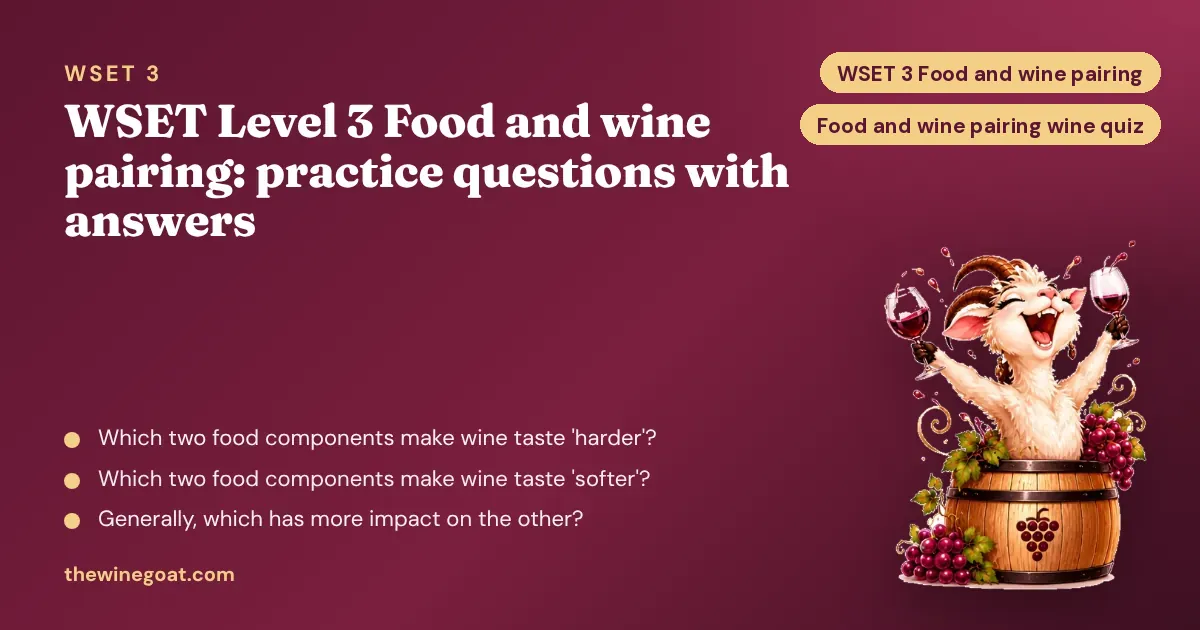 WSET 3
WSET Level 3 Food and wine
pairing: practice questions with
answers
WSET 3 Food and wine pairing
Food and wine pairing wine quiz
Which two food components make wine taste 'harder'?
Which two food components make wine taste 'softer'?
Generally, which has more impact on the other?
thewinegoat.com